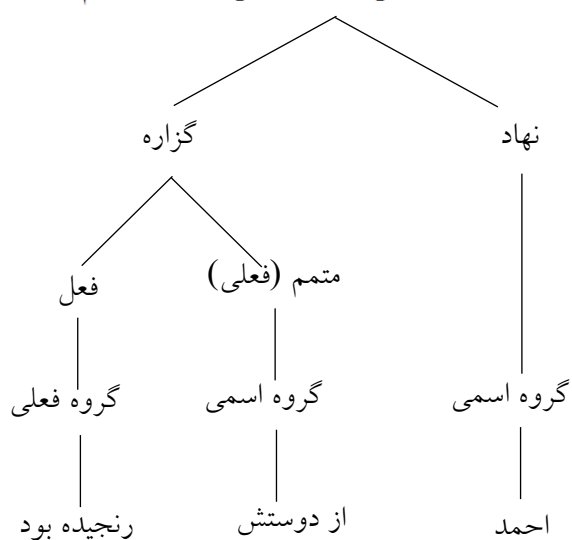 نهاد گزاره
متمم (فعلی) فعل
گروه اسمی گروه اسمی گروه فعلی
احمد از دوستش رنجیده بود